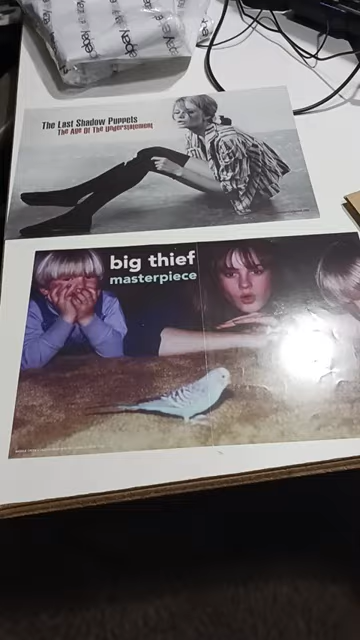 The Last Shadow Puppets
The Age Of The Understatement
big thief
masterpiece